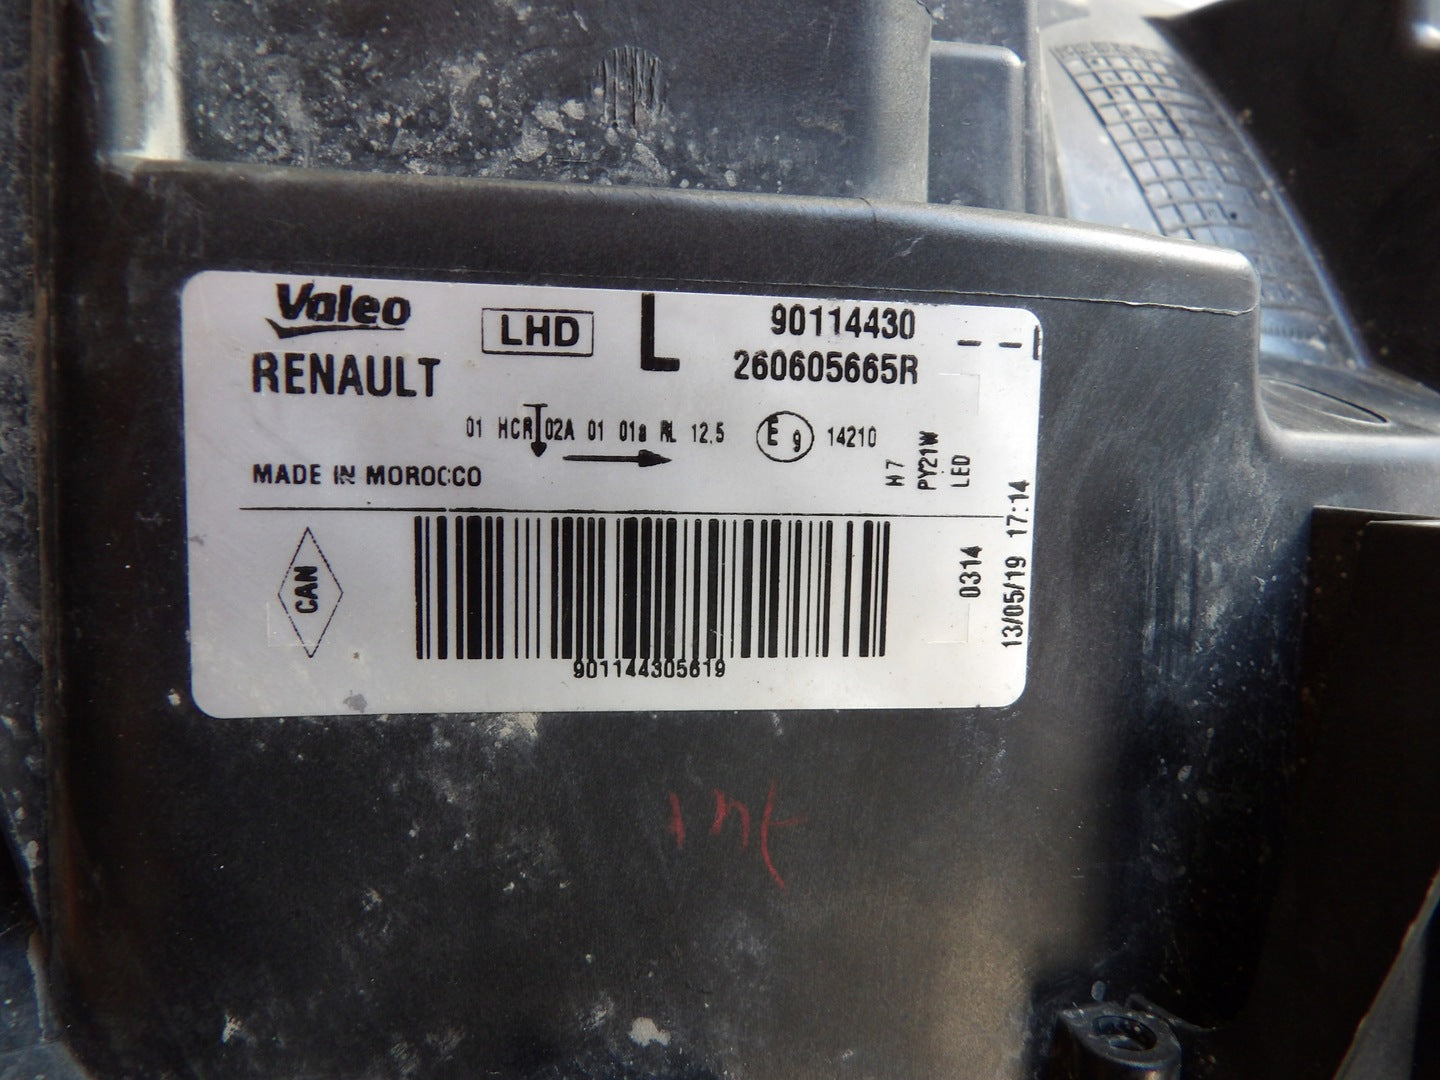 Valeo
LHD
L
90114430
RENAULT
260605665R
01 HCR 02A 01 01a RL 12.5
E 9
14210
MADE IN MOROCCO
H7
PY21W
LED
CAN
901144305619
0314
13/05/19 17:14